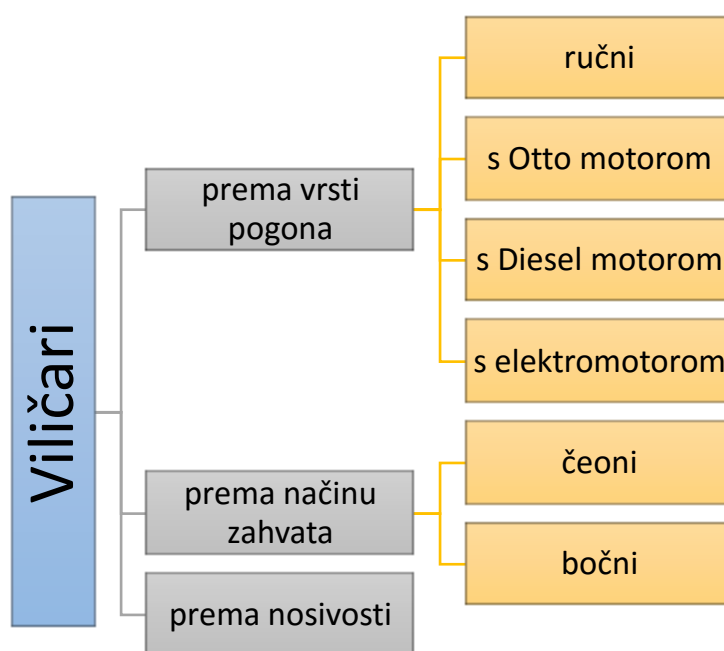 Viličari
prema vrsti
pogona
ručni
s Otto motorom
s Diesel motorom
s elektromotorom
prema načinu
zahvata
čeoni
bočni
prema nosivosti